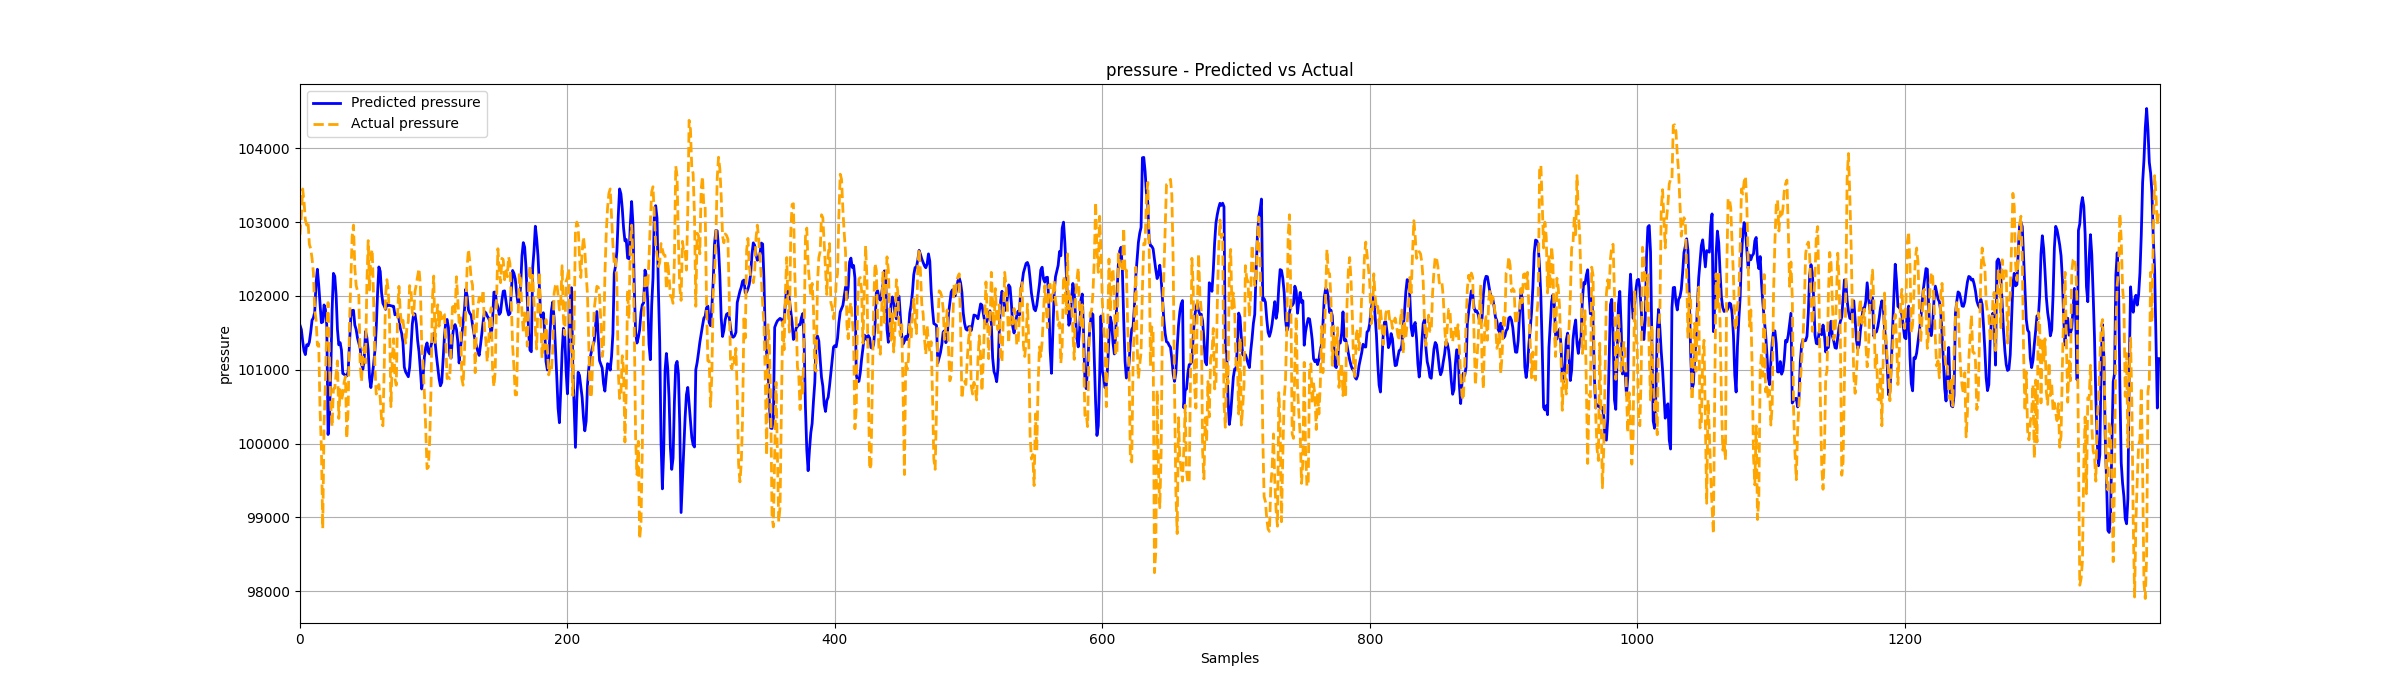 pressure - Predicted vs Actual
Predicted pressure
Actual pressure
104000
103000
102000
101000
100000
99000
98000
pressure
0 200 400 600 800 1000 1200
Samples